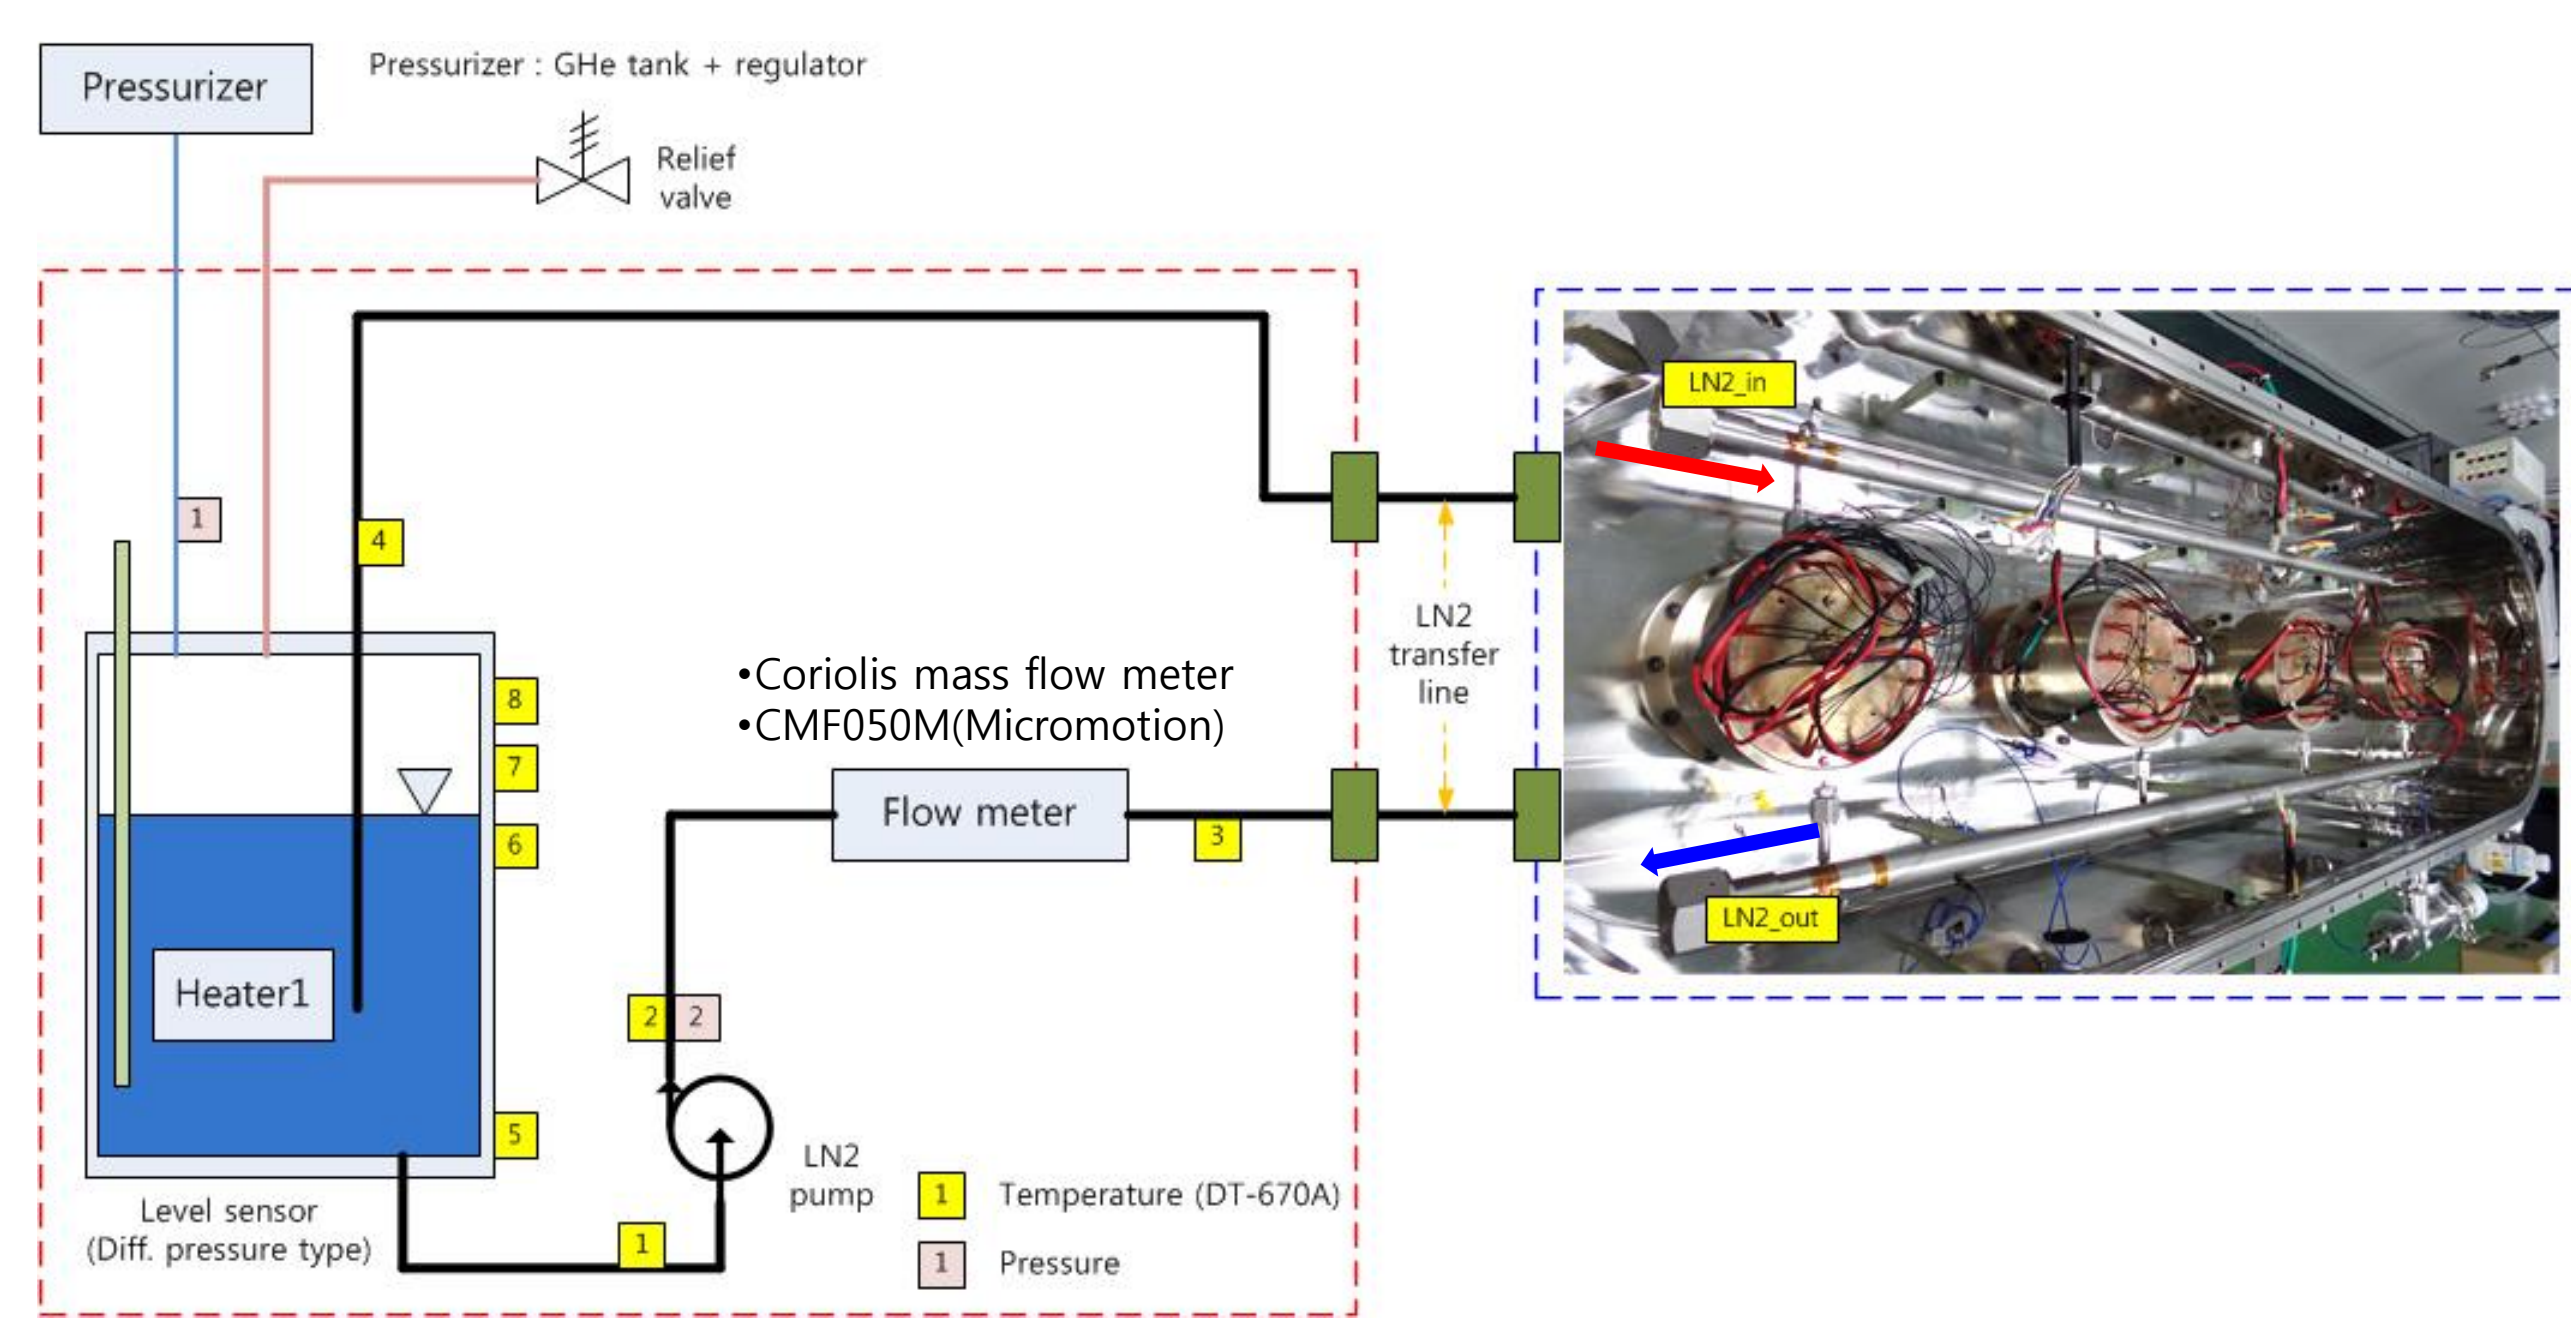 Pressurizer
Pressurizer : GHe tank + regulator
Relief
valve
LN2_in
1
4
LN2
transfer
line
•Coriolis mass flow meter
•CMF050M(Micromotion)
8
7
6
Flow meter
3
LN2_out
Heater1
2
2
5
LN2
pump
1
Temperature (DT-670A)
Level sensor
(Diff. pressure type)
1
1
Pressure